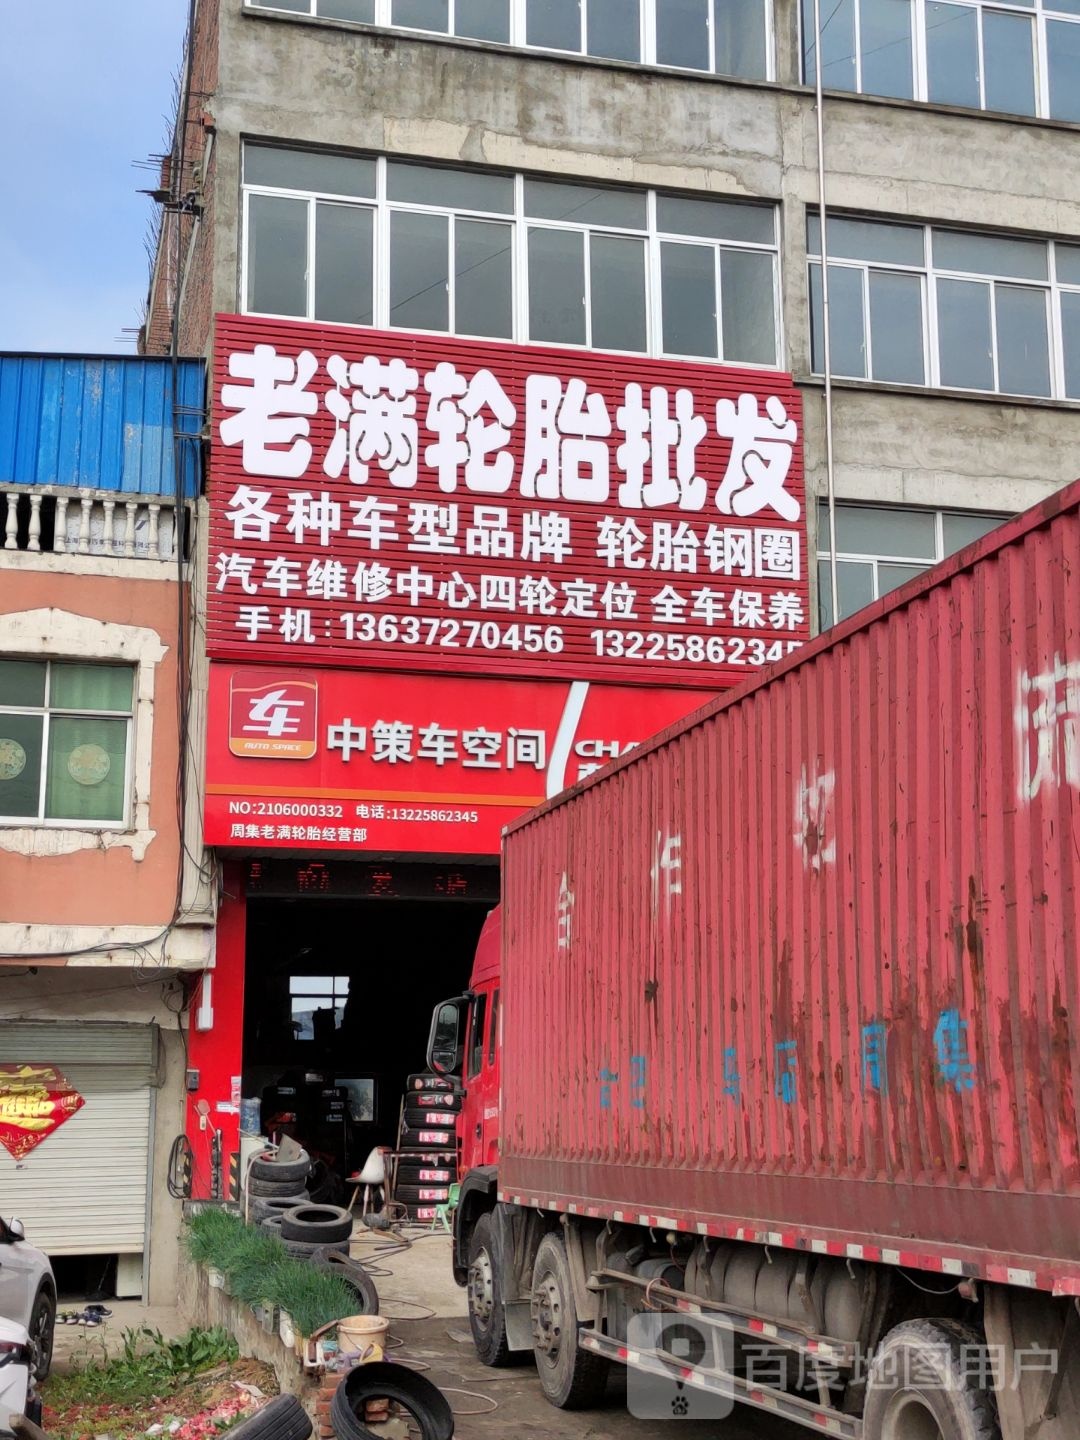 老满轮胎批发
各种车型品牌 轮胎钢圈
汽车维修中心四轮定位 全车保养
手机:13637270456 13225862345
车
AUTO SPACE
中策车空间
CHA
NO:2106000332 电话:13225862345
周集老满轮胎经营部
周集
百度地图用户